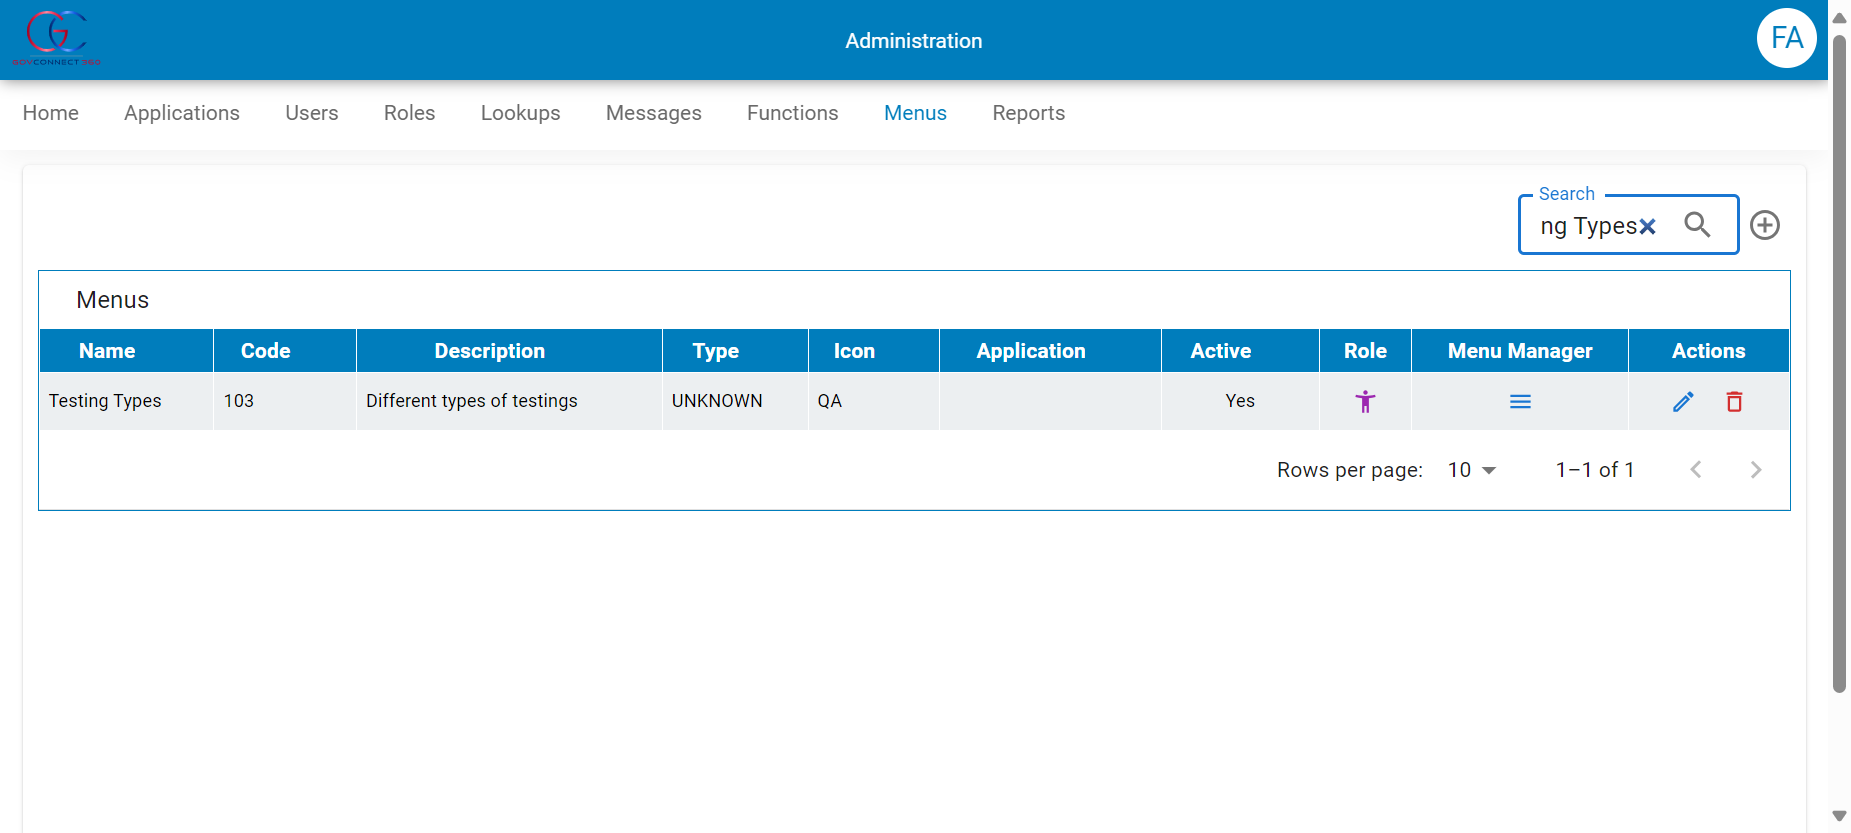 GOVCONNECT 360
Administration
FA
Home Applications Users Roles Lookups Messages Functions Menus Reports
Search
ng Types
Menus
Name Code Description Type Icon Application Active Role Menu Manager Actions
Testing Types 103 Different types of testings UNKNOWN QA Yes
Rows per page: 10 1–1 of 1